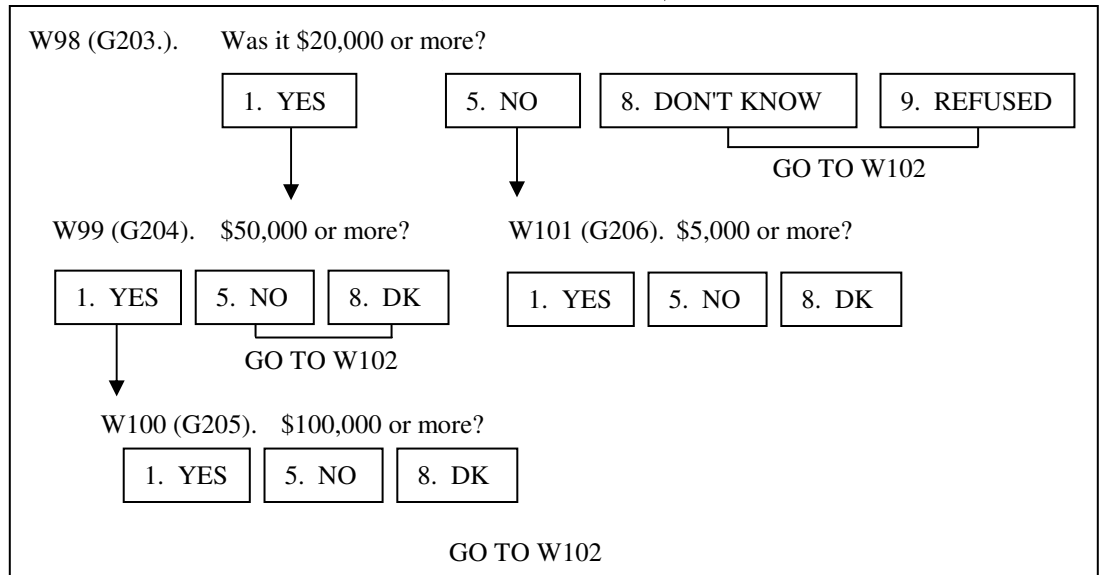 W98 (G203.). Was it $20,000 or more?
1. YES 5. NO 8. DON'T KNOW 9. REFUSED
GO TO W102
W99 (G204). $50,000 or more? W101 (G206). $5,000 or more?
1. YES 5. NO 8. DK 1. YES 5. NO 8. DK
GO TO W102
W100 (G205). $100,000 or more?
1. YES 5. NO 8. DK
GO TO W102